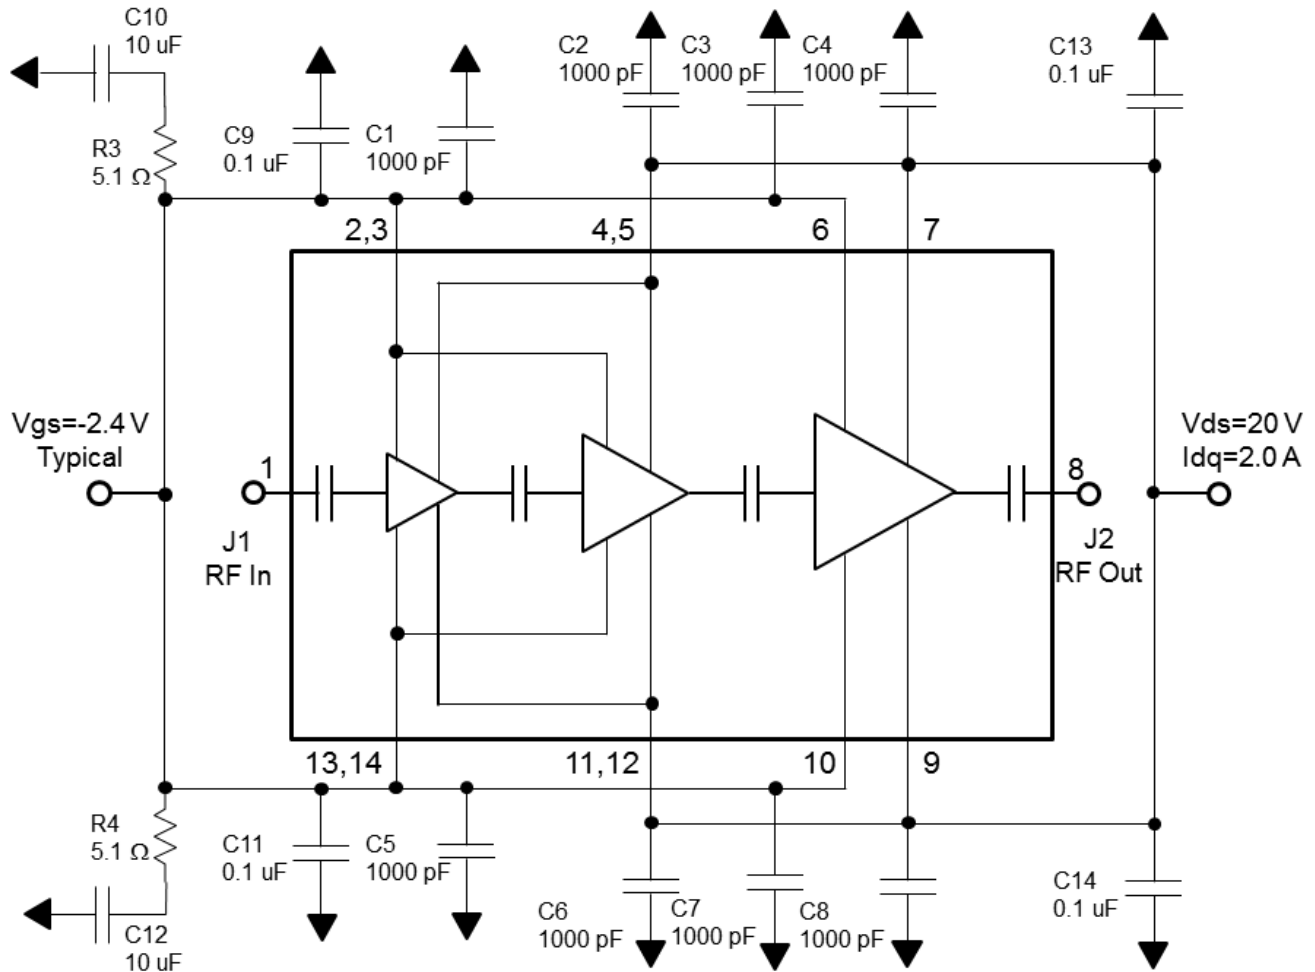 C10
10 uF
R3
5.1 Ω
C9
0.1 uF
C1
1000 pF
C2
1000 pF
C3
1000 pF
C4
1000 pF
C13
0.1 uF
2,3
4,5
6
7
Vgs=-2.4 V
Typical
1
J1
RF In
8
J2
RF Out
Vds=20 V
Idq=2.0 A
13,14
11,12
10
9
R4
5.1 Ω
C12
10 uF
C11
0.1 uF
C5
1000 pF
C6
1000 pF
C7
1000 pF
C8
1000 pF
C14
0.1 uF